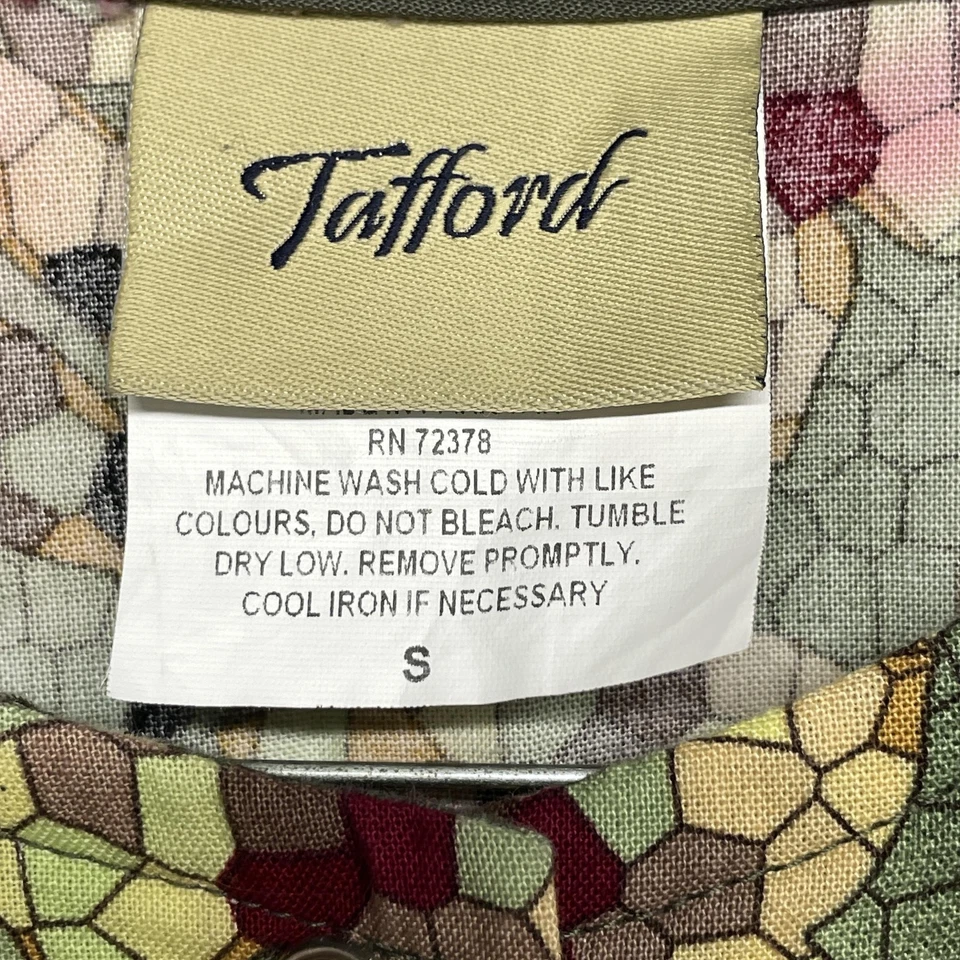 Tafford
RN 72378
MACHINE WASH COLD WITH LIKE
COLOURS, DO NOT BLEACH. TUMBLE
DRY LOW. REMOVE PROMPTLY.
COOL IRON IF NECESSARY
S